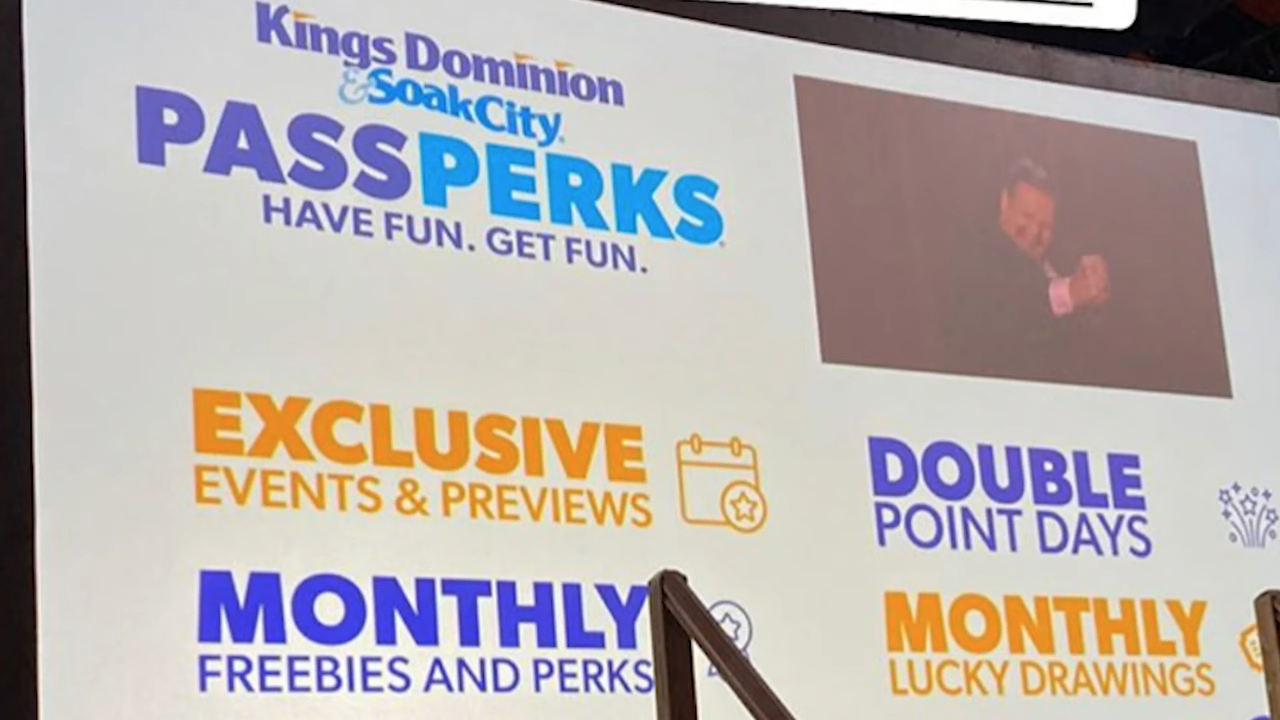 Kings Dominion
& SoakCity.
PASSPERKS
HAVE FUN. GET FUN.
EXCLUSIVE
EVENTS & PREVIEWS
DOUBLE
POINT DAYS
MONTHLY
FREEBIES AND PERKS
MONTHLY
LUCKY DRAWINGS